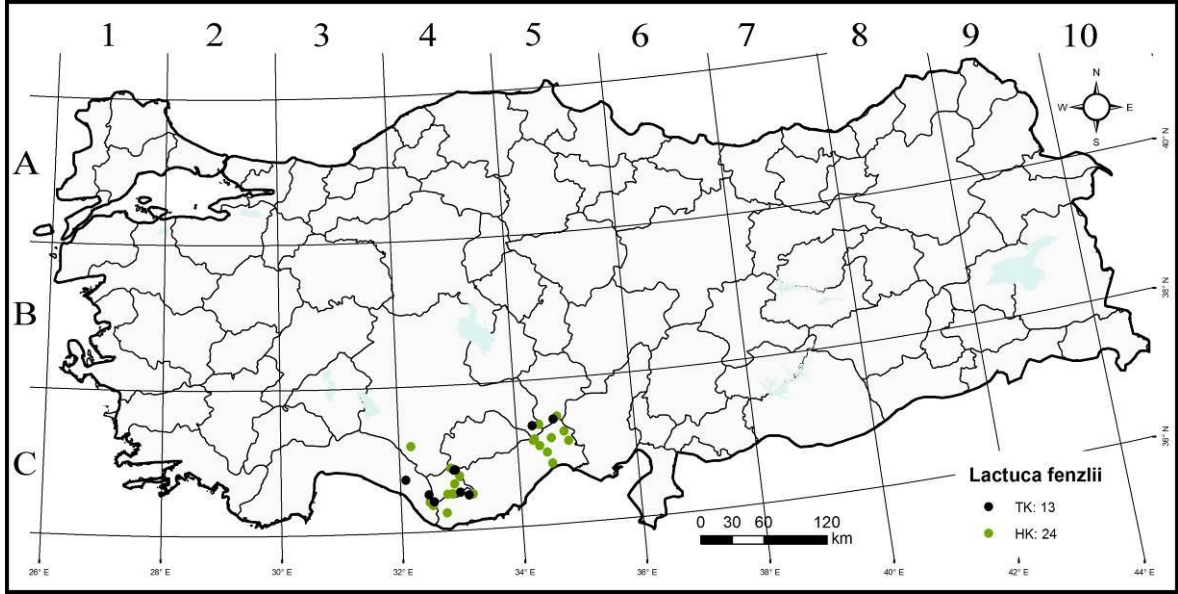 1 2 3 4 5 6 7 8 9 10
N
W E
S
A
B
C
40° N
38° N
36° N
Lactuca fenzlii
TK: 13
HK: 24
0 30 60 120
km
26° E 28° E 30° E 32° E 34° E 36° E 38° E 40° E 42° E 44° E